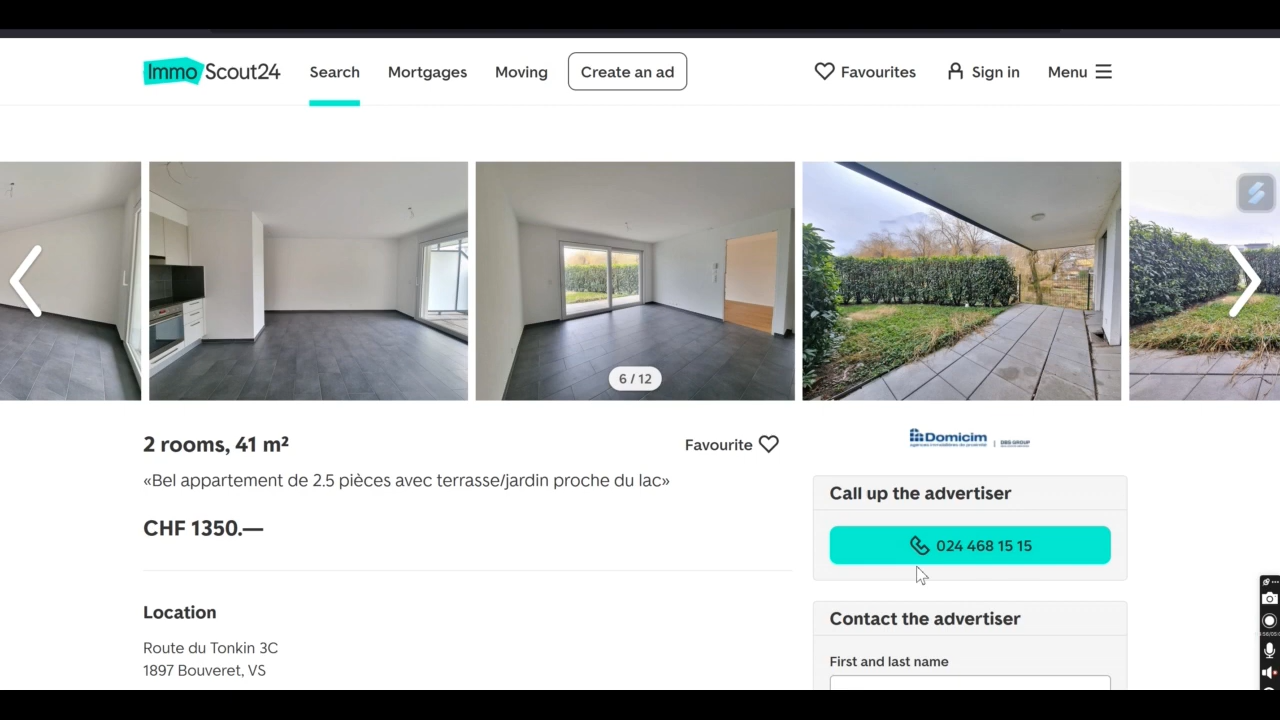 ImmoScout24 Search Mortgages Moving Create an ad Favourites Sign in Menu
6 / 12
2 rooms, 41 m²
Favourite
«Bel appartement de 2.5 pièces avec terrasse/jardin proche du lac»
CHF 1350.—
Location
Route du Tonkin 3C
1897 Bouveret, VS
Domicim
DBS GROUP
Call up the advertiser
024 468 15 15
Contact the advertiser
First and last name